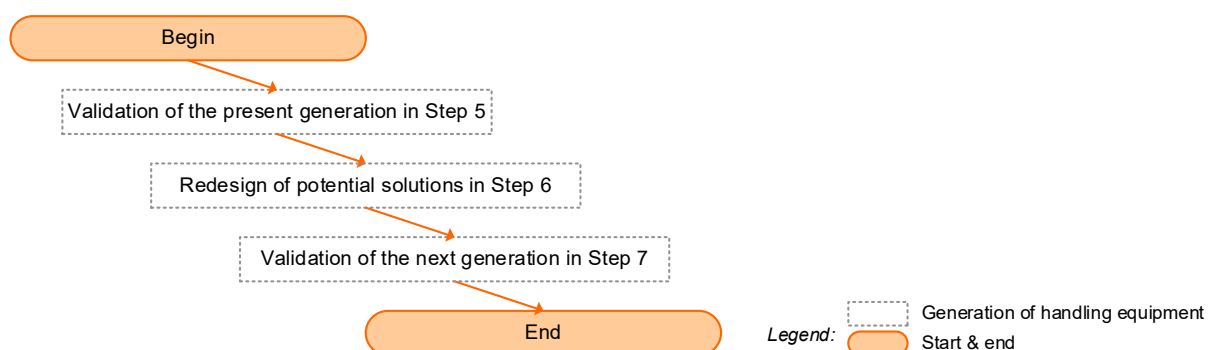 Begin
Validation of the present generation in Step 5
Redesign of potential solutions in Step 6
Validation of the next generation in Step 7
End
Legend:
Generation of handling equipment
Start & end